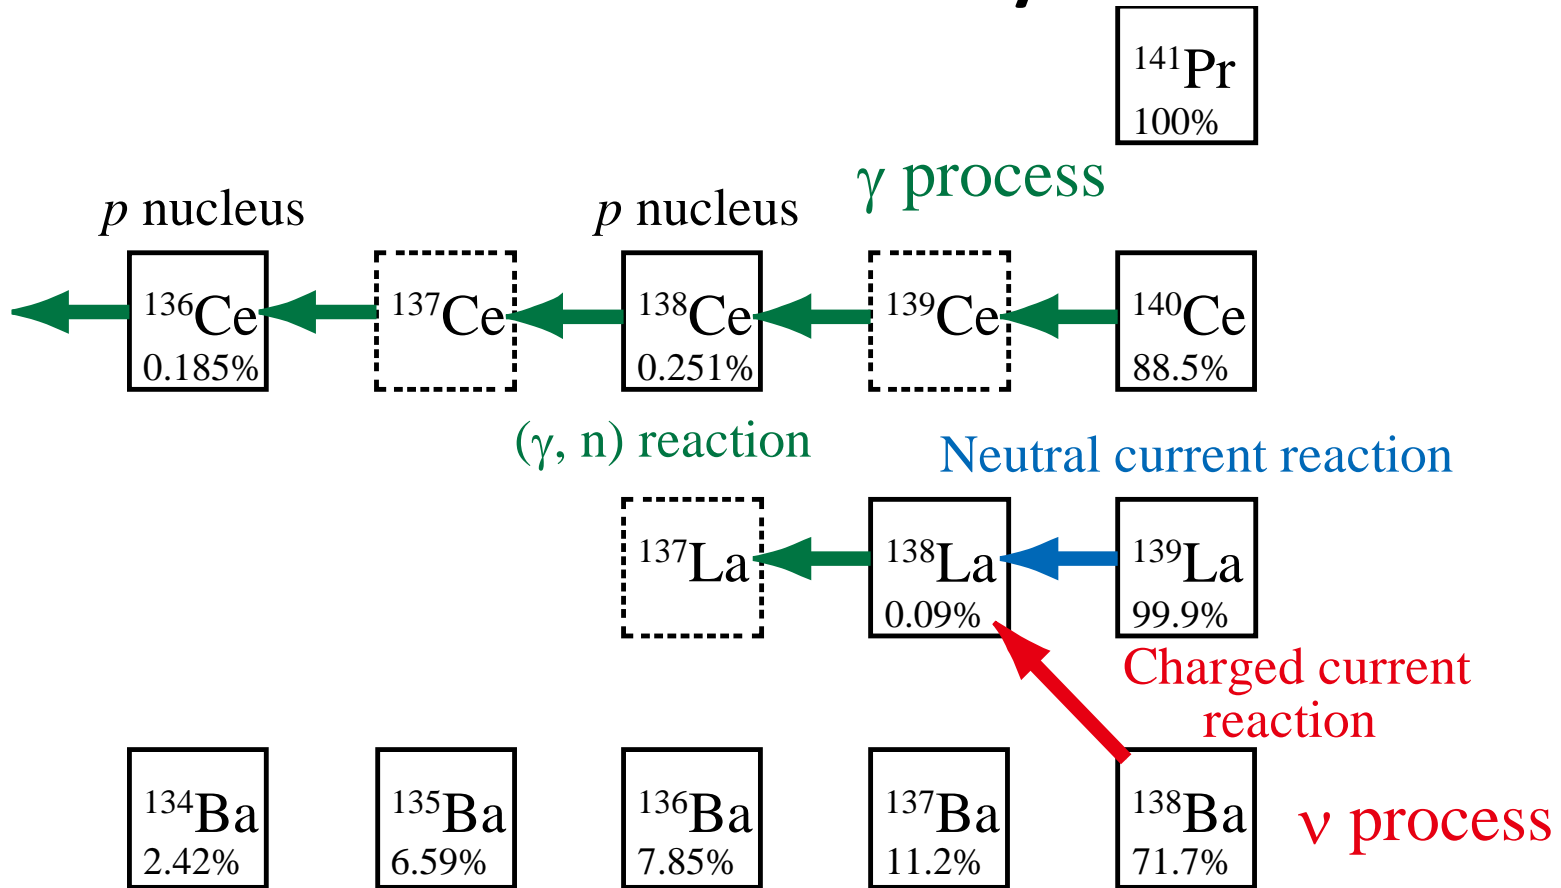 ¹⁴¹Pr
100%
γ process
p nucleus
p nucleus
¹³⁶Ce
0.185%
¹³⁷Ce
¹³⁸Ce
0.251%
¹³⁹Ce
¹⁴⁰Ce
88.5%
(γ, n) reaction
Neutral current reaction
¹³⁷La
¹³⁸La
0.09%
¹³⁹La
99.9%
Charged current
reaction
¹³⁴Ba
2.42%
¹³⁵Ba
6.59%
¹³⁶Ba
7.85%
¹³⁷Ba
11.2%
¹³⁸Ba
71.7%
ν process